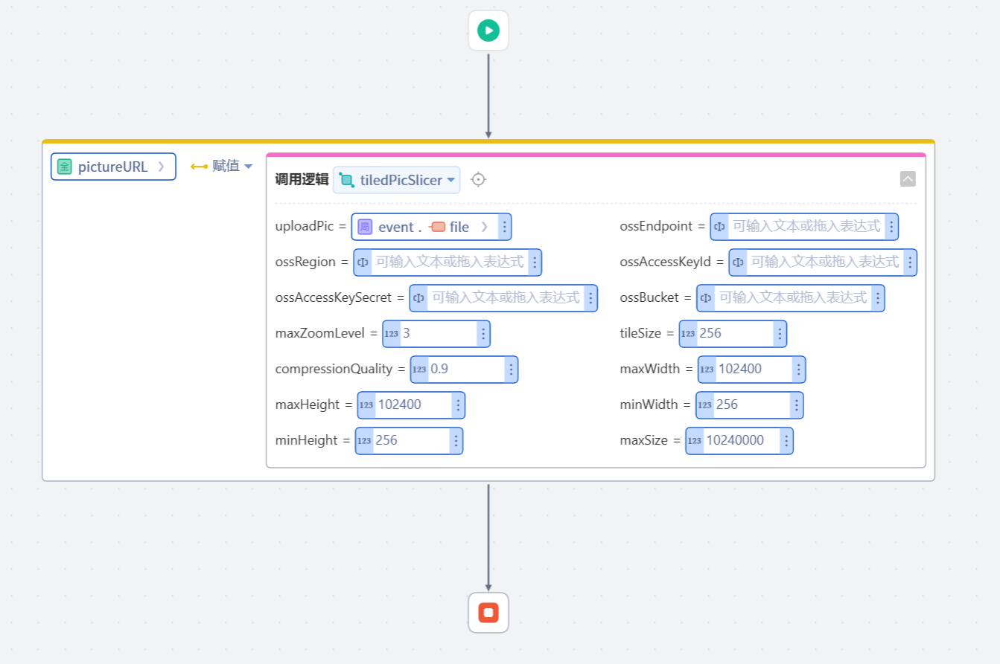 全 pictureURL 赋值
调用逻辑 tiledPicSlicer
uploadPic = 局 event . file
ossEndpoint = 可输入文本或拖入表达式
ossRegion = 可输入文本或拖入表达式
ossAccessKeyId = 可输入文本或拖入表达式
ossAccessKeySecret = 可输入文本或拖入表达式
ossBucket = 可输入文本或拖入表达式
maxZoomLevel = 123 3
tileSize = 123 256
compressionQuality = 123 0.9
maxWidth = 123 102400
maxHeight = 123 102400
minWidth = 123 256
minHeight = 123 256
maxSize = 123 10240000